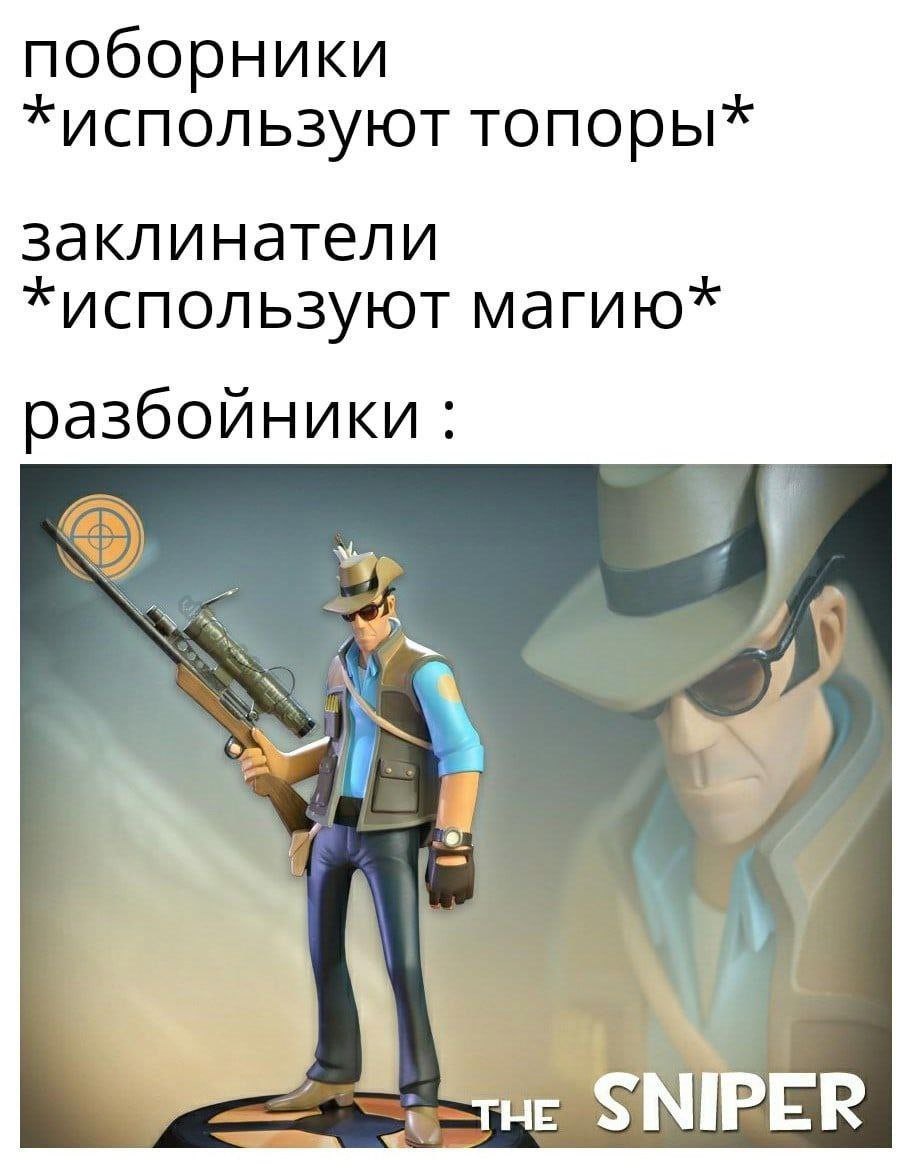 поборники
*используют топоры*
заклинатели
*используют магию*
разбойники :
THE SNIPER